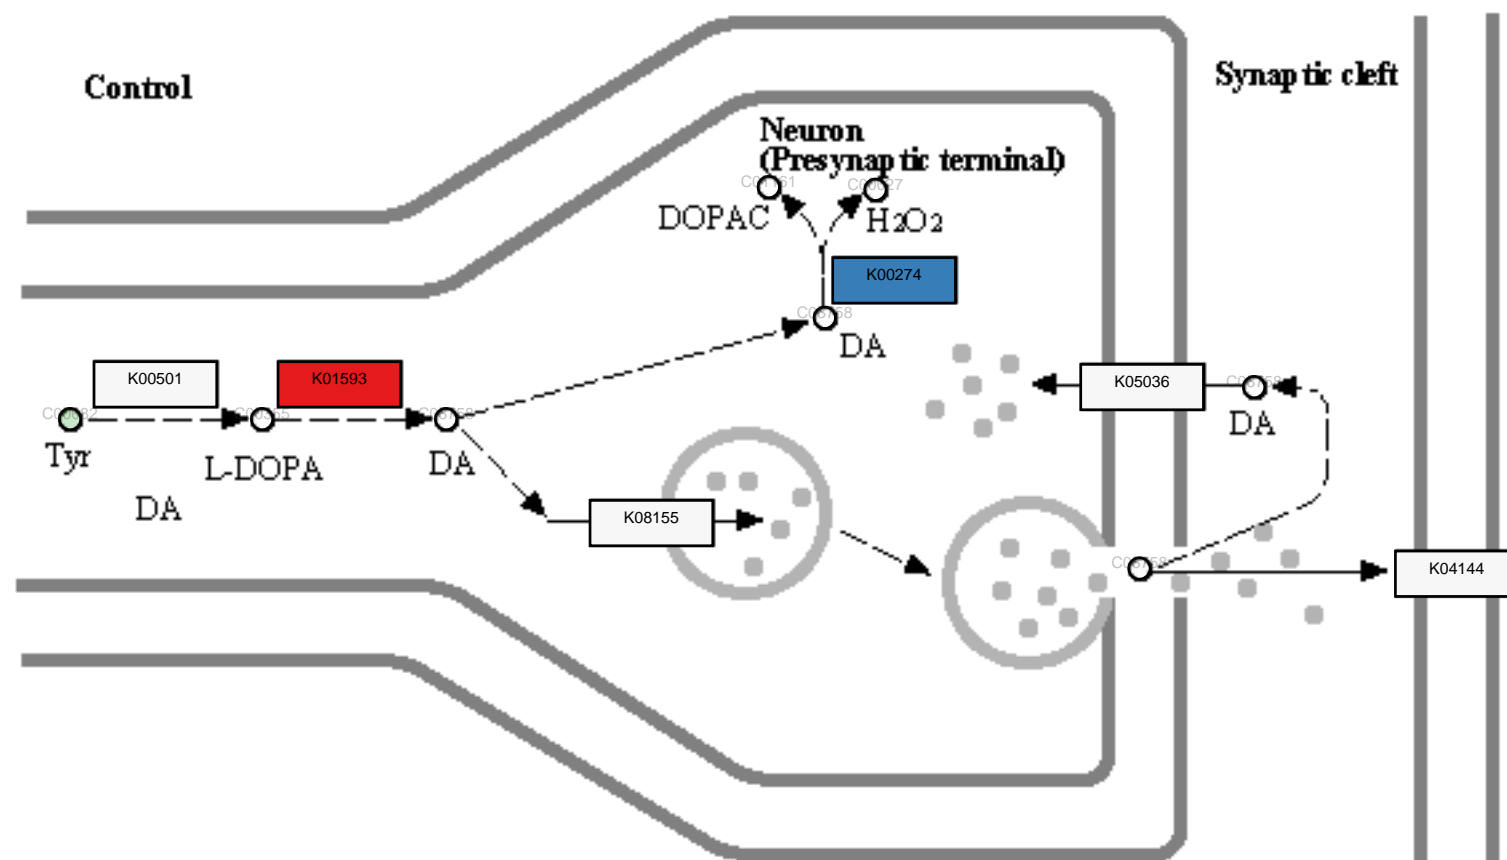 Control
Synaptic cleft
Neuron
(Presynaptic terminal)
DOPAC
H₂O₂
K00274
DA
K00501
K01593
K05036
DA
Tyr
L-DOPA
DA
DA
K08155
K04144